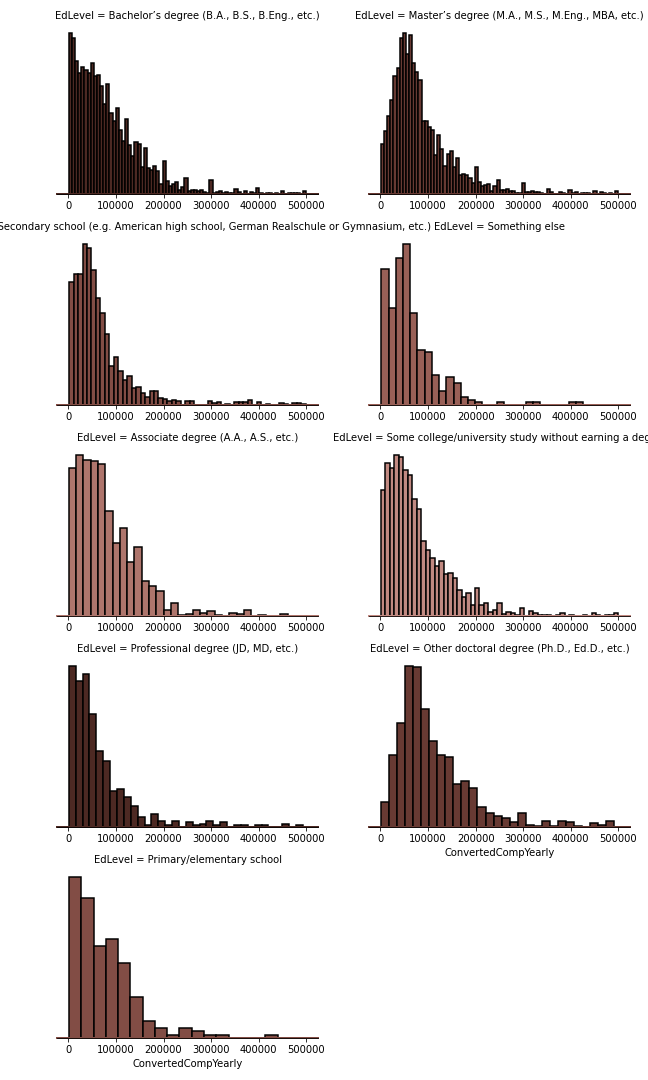 EdLevel = Bachelor’s degree (B.A., B.S., B.Eng., etc.) EdLevel = Master’s degree (M.A., M.S., M.Eng., MBA, etc.)
0 100000 200000 300000 400000 500000 0 100000 200000 300000 400000 500000
Secondary school (e.g. American high school, German Realschule or Gymnasium, etc.) EdLevel = Something else
0 100000 200000 300000 400000 500000 0 100000 200000 300000 400000 500000
EdLevel = Associate degree (A.A., A.S., etc.) EdLevel = Some college/university study without earning a deg
0 100000 200000 300000 400000 500000 0 100000 200000 300000 400000 500000
EdLevel = Professional degree (JD, MD, etc.) EdLevel = Other doctoral degree (Ph.D., Ed.D., etc.)
0 100000 200000 300000 400000 500000 0 100000 200000 300000 400000 500000
ConvertedCompYearly
EdLevel = Primary/elementary school
0 100000 200000 300000 400000 500000
ConvertedCompYearly